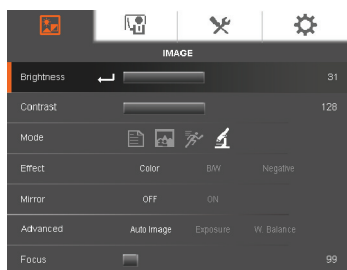 IMAGE
Brightness 31
Contrast 128
Mode
Effect Color B/W Negative
Mirror OFF ON
Advanced Auto Image Exposure W. Balance
Focus 99